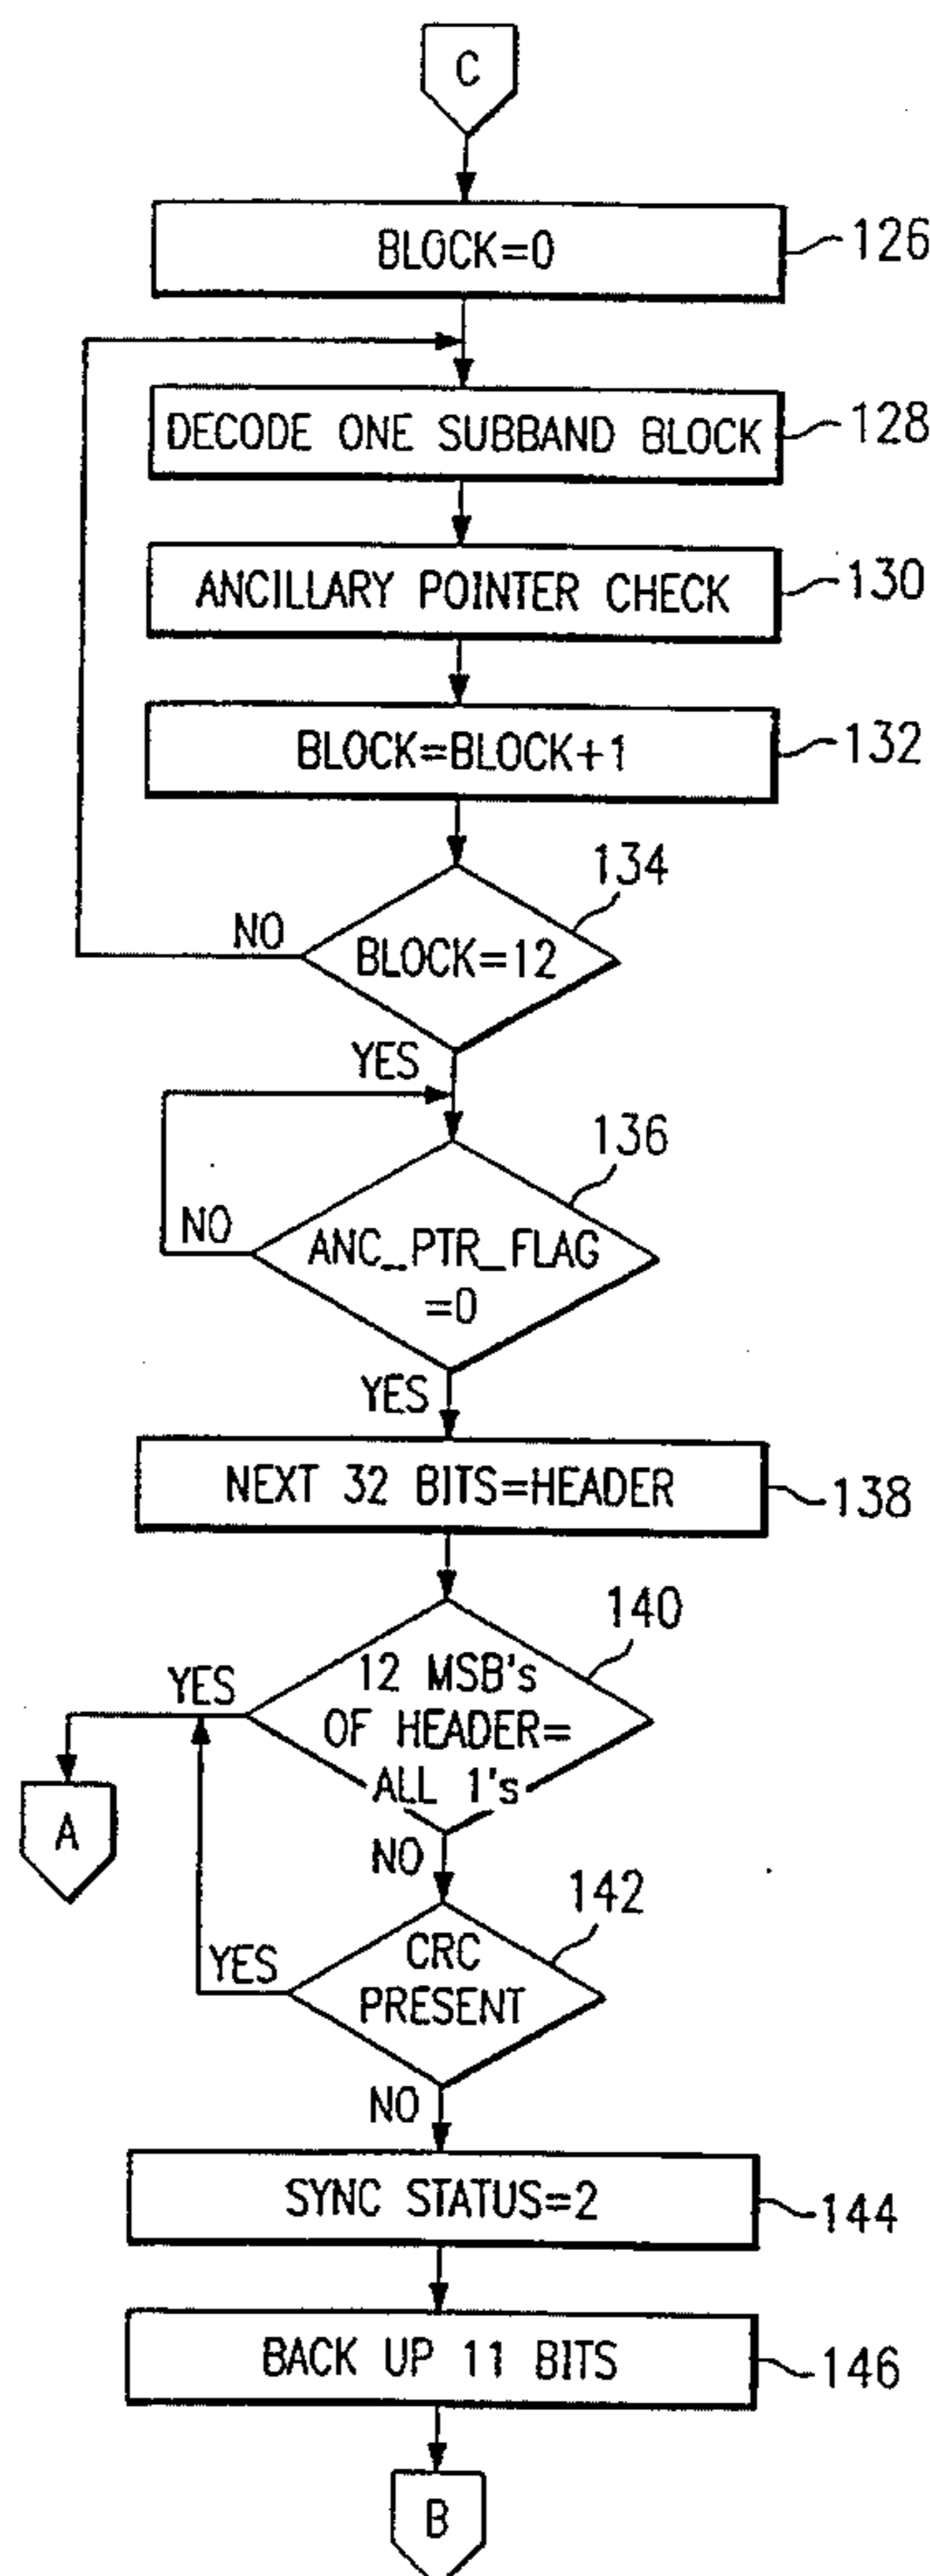 C
BLOCK=0
126
DECODE ONE SUBBAND BLOCK
128
ANCILLARY POINTER CHECK
130
BLOCK=BLOCK+1
132
134
NO
BLOCK=12
YES
136
NO
ANC_PTR_FLAG
=0
YES
NEXT 32 BITS=HEADER
138
140
YES
12 MSB's
OF HEADER=
ALL 1's
A
NO
142
YES
CRC
PRESENT
NO
SYNC STATUS=2
144
BACK UP 11 BITS
146
B